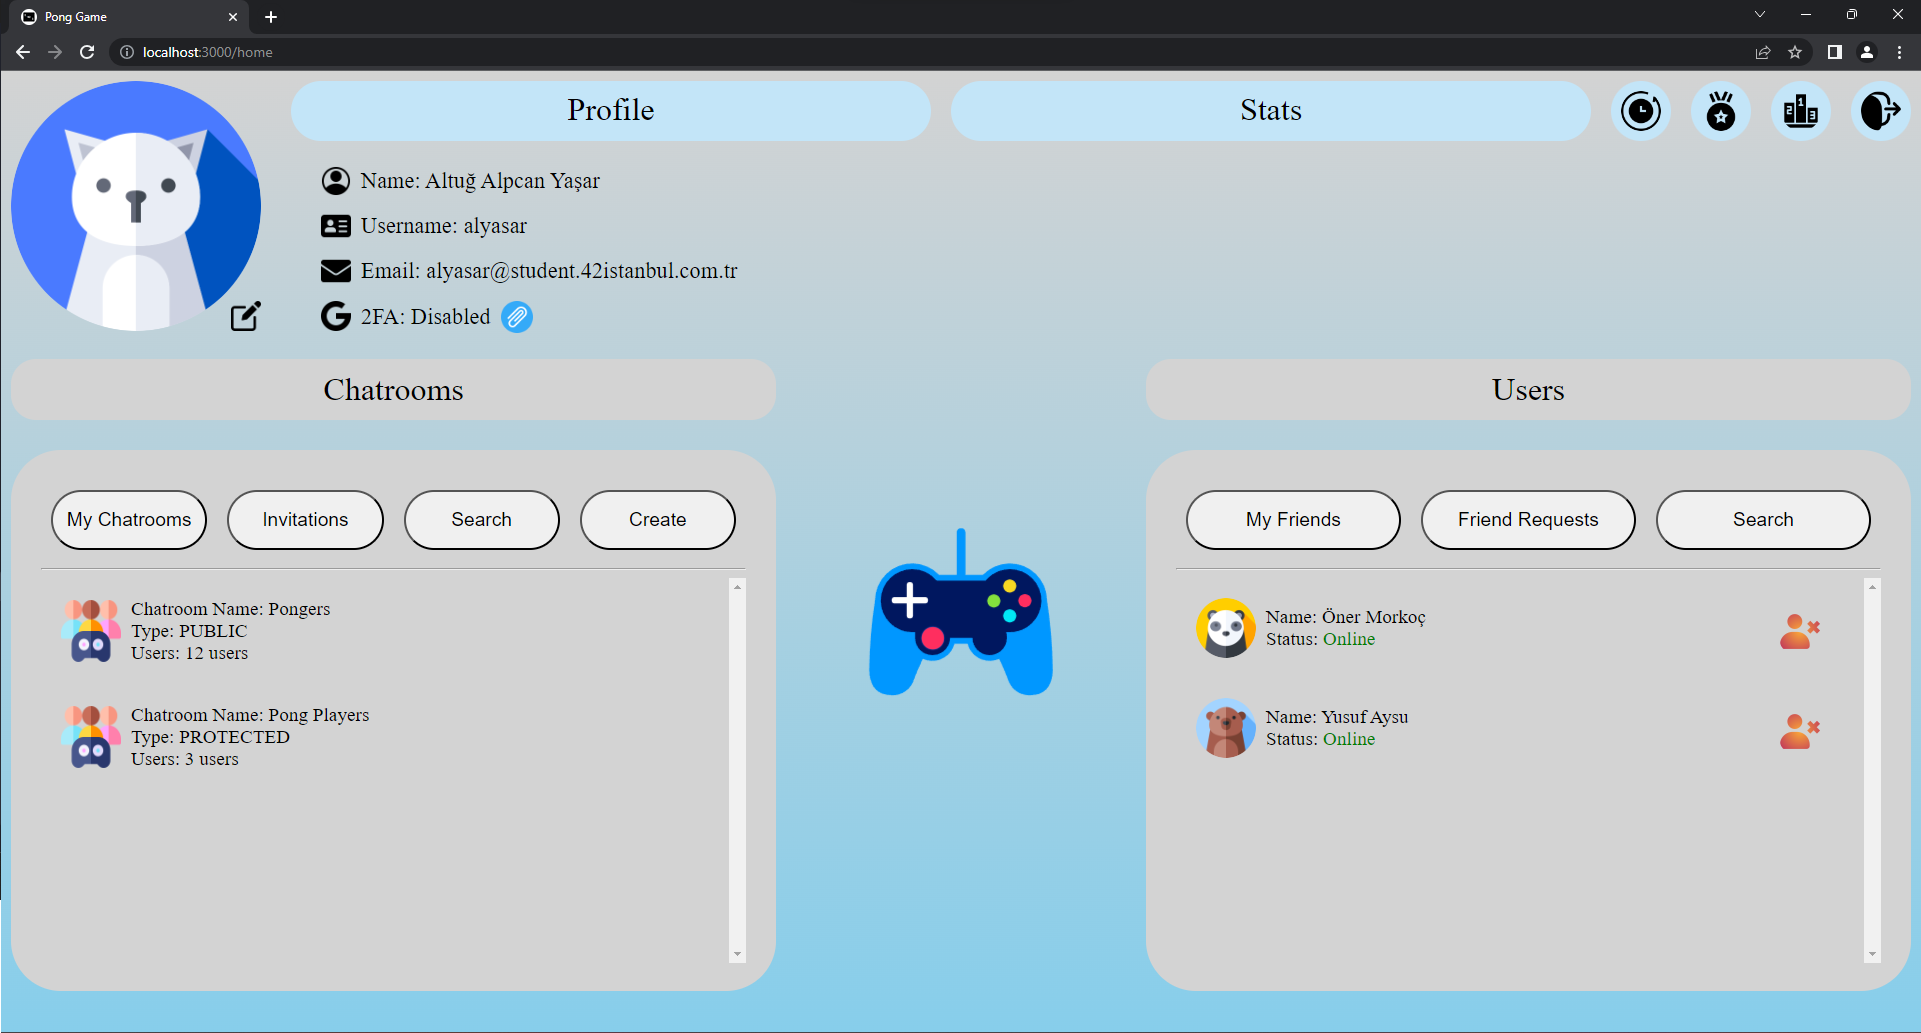 Pong Game
localhost:3000/home
Profile
Stats
1
2
3
Name: Altuğ Alpcan Yaşar
Username: alyasar
Email: alyasar@student.42istanbul.com.tr
2FA: Disabled
Chatrooms
Users
My Chatrooms
Invitations
Search
Create
Chatroom Name: Pongers
Type: PUBLIC
Users: 12 users
Chatroom Name: Pong Players
Type: PROTECTED
Users: 3 users
My Friends
Friend Requests
Search
Name: Öner Morkoç
Status: Online
Name: Yusuf Aysu
Status: Online